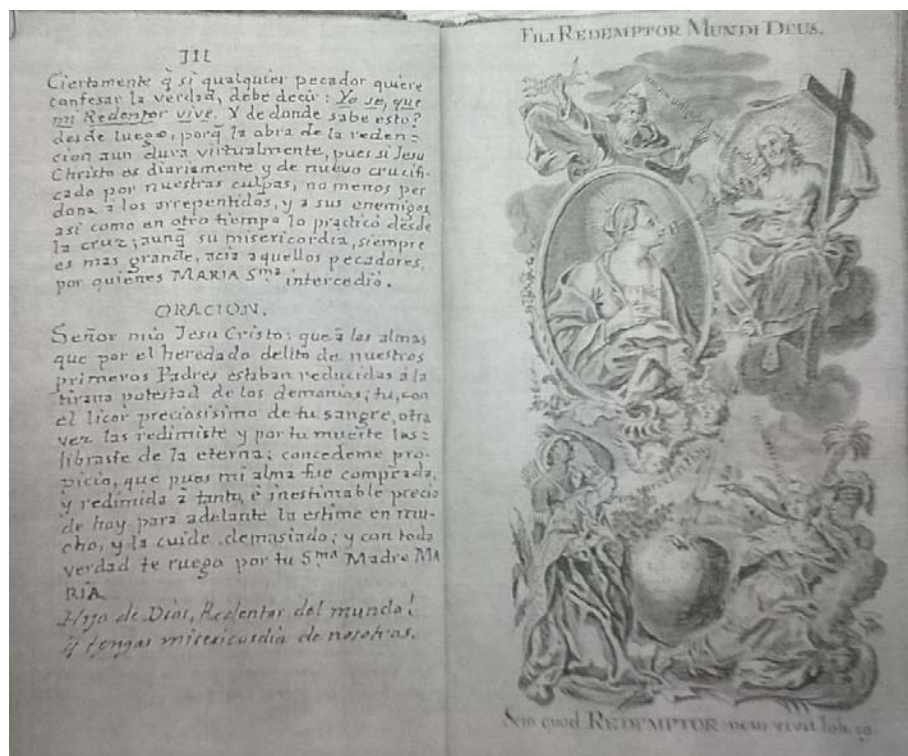 III
Ciertamente q̃ si qualquier pecador quiere
confesar la verdad, debe decir: Yo se, que
mi Redentor vive. Y de donde sabe esto?
desde luego, porq̃ la obra de la reden=
cion aun dura virtualmente, pues si Jesu
Christo es diariamente y de nuevo crucifi-
cado por nuestras culpas, no menos per
dona a los arrepentidos, y a sus enemigos,
asi como en otro tiempo lo practicó desde
la cruz; aunq̃ su misericordia, siempre
es mas grande, acia aquellos pecadores,
por quienes MARIA Sma intercedió.
ORACION.
Señor mio Jesu Cristo; que à las almas
que por el heredado delito de nuestros
primeros Padres estaban reducidas á la
tirana potestad de los demonios; tu, con
el licor preciosisimo de tu sangre, otra
vez las redimiste y por tu muerte las=
libraste de la eterna; concedeme pro-
picio, que pues mi alma fue comprada,
y redimida à tanto, é inestimable precio
de hoy para adelante la estime en mu-
cho, y la cuide demasiado; y con toda
verdad te ruego por tu Sma Madre MA
RIA.
Hijo de Dios, Redentor del mundo!
q̃ tengas misericordia de nosotros.
FILI REDEMPTOR MUNDI DEUS.
Scio quod REDEMPTOR meus vivit Job. 19